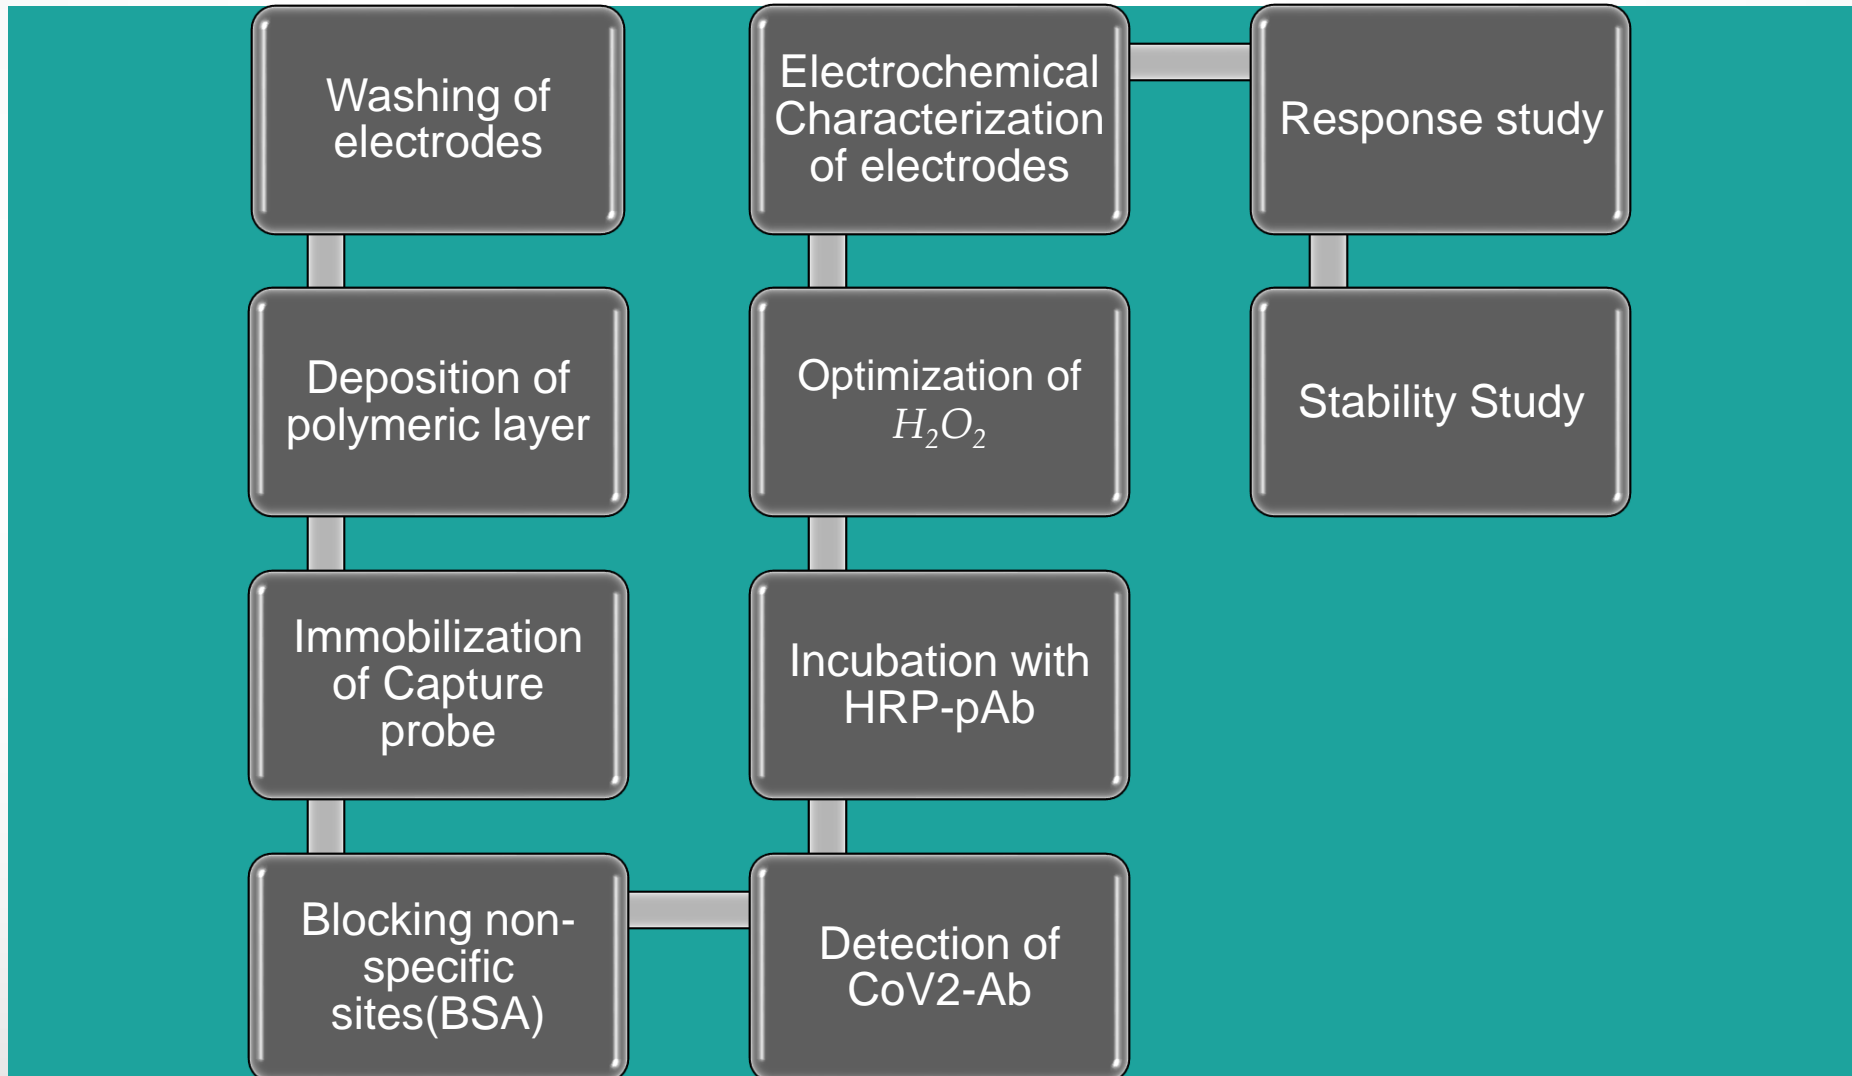 Washing of
electrodes
Deposition of
polymeric layer
Immobilization
of Capture
probe
Blocking non-
specific
sites(BSA)
Detection of
CoV2-Ab
Incubation with
HRP-pAb
Optimization of
H₂O₂
Electrochemical
Characterization
of electrodes
Response study
Stability Study